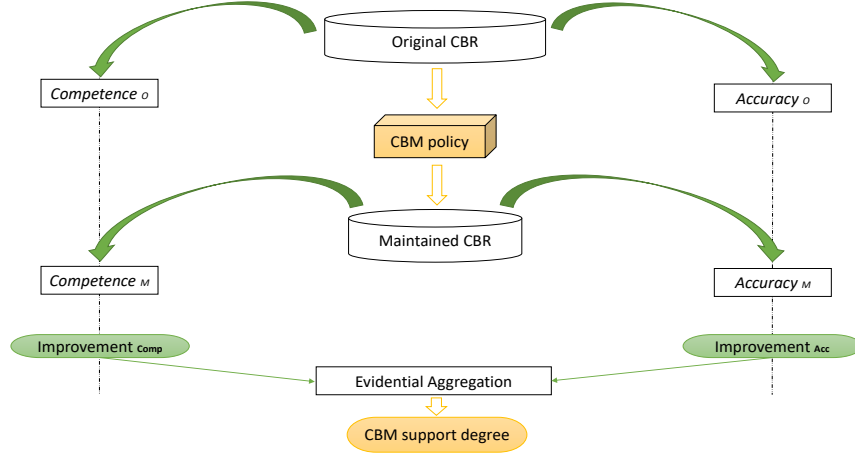 Original CBR
Competence O
Accuracy O
CBM policy
Maintained CBR
Competence M
Accuracy M
Improvement Comp
Improvement Acc
Evidential Aggregation
CBM support degree